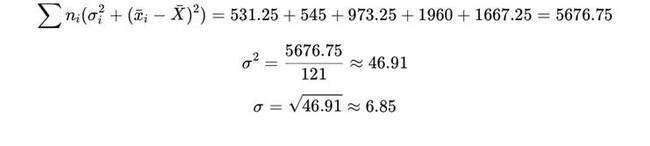 ∑ nᵢ(σᵢ² + (x̄ᵢ − X̄)²) = 531.25 + 545 + 973.25 + 1960 + 1667.25 = 5676.75
σ² = 5676.75 / 121 ≈ 46.91
σ = √46.91 ≈ 6.85